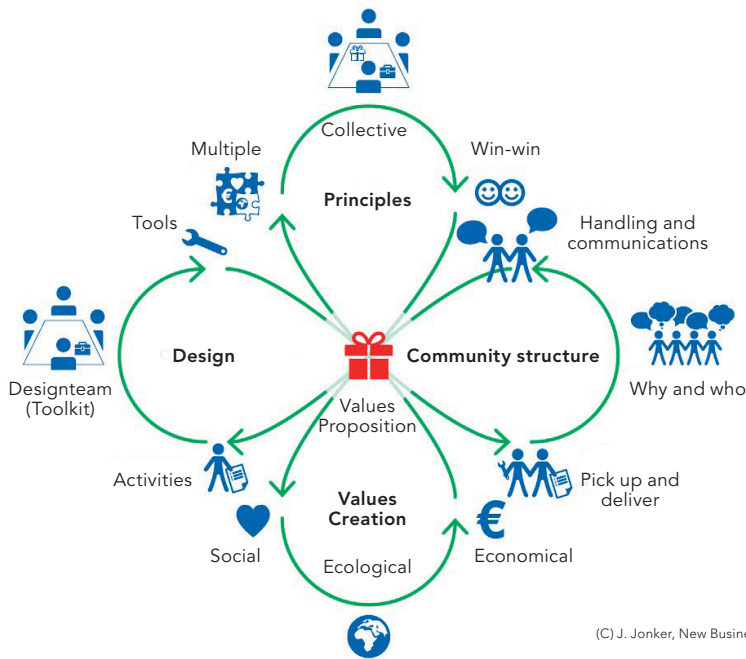 Collective
Multiple
Win-win
Principles
Tools
Handling and
communications
Design
Community structure
Designteam
(Toolkit)
Why and who
Values
Proposition
Activities
Pick up and
deliver
Values
Creation
Social
Ecological
Economical
€
(C) J. Jonker, New